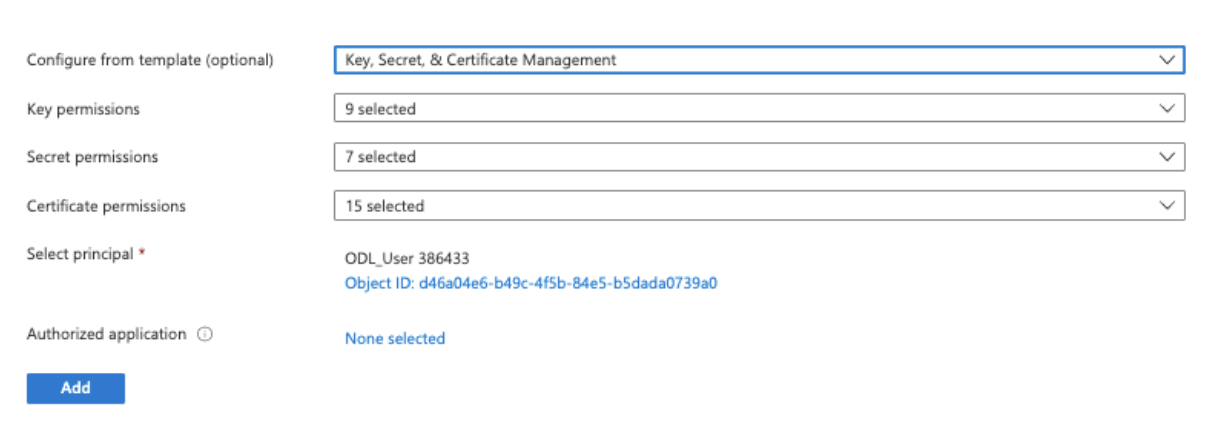 Configure from template (optional) Key, Secret, & Certificate Management
Key permissions 9 selected
Secret permissions 7 selected
Certificate permissions 15 selected
Select principal * ODL_User 386433
Object ID: d46a04e6-b49c-4f5b-84e5-b5dada0739a0
Authorized application None selected
Add